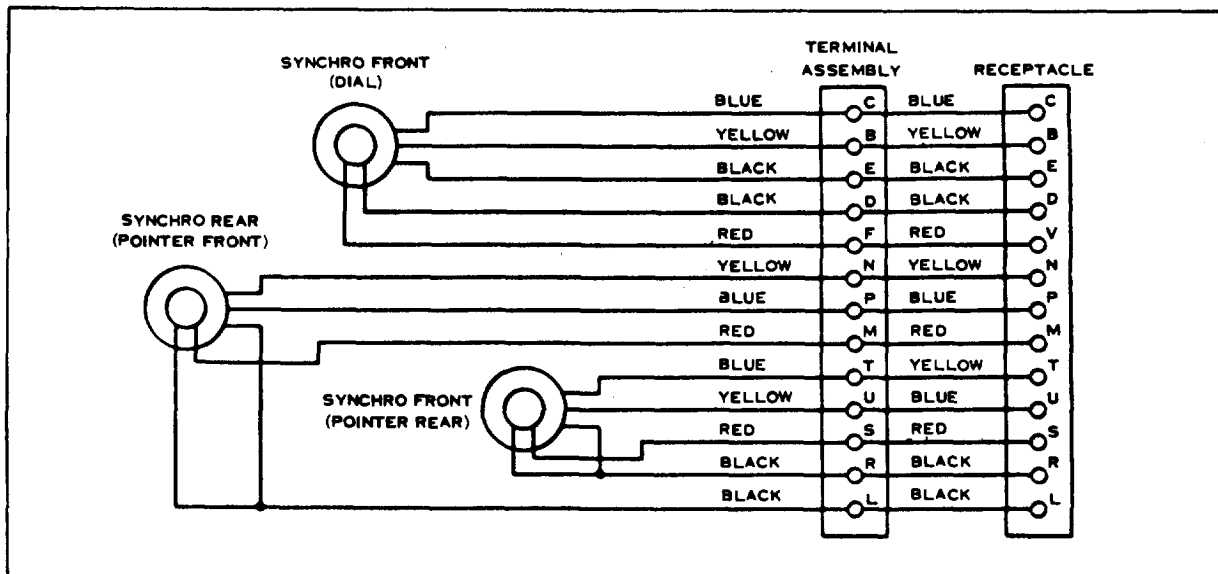 SYNCHRO FRONT
(DIAL)
TERMINAL
ASSEMBLY
RECEPTACLE
BLUE C BLUE C
YELLOW B YELLOW B
BLACK E BLACK E
BLACK D BLACK D
RED F RED V
SYNCHRO REAR
(POINTER FRONT)
YELLOW N YELLOW N
BLUE P BLUE P
RED M RED M
BLUE T YELLOW T
SYNCHRO FRONT
(POINTER REAR)
YELLOW U BLUE U
RED S RED S
BLACK R BLACK R
BLACK L BLACK L